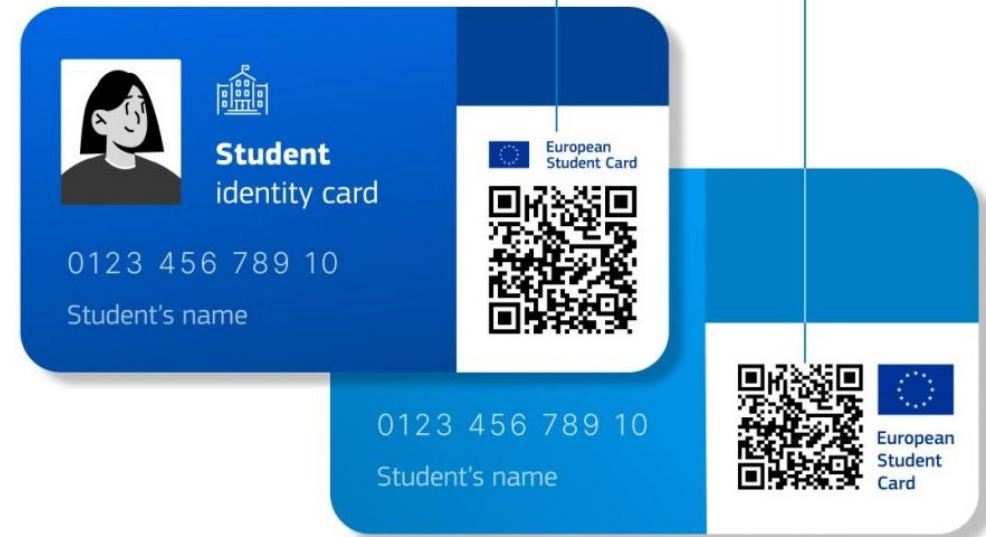 Student
identity card
0123 456 789 10
Student's name
European
Student Card
0123 456 789 10
Student's name
European
Student
Card